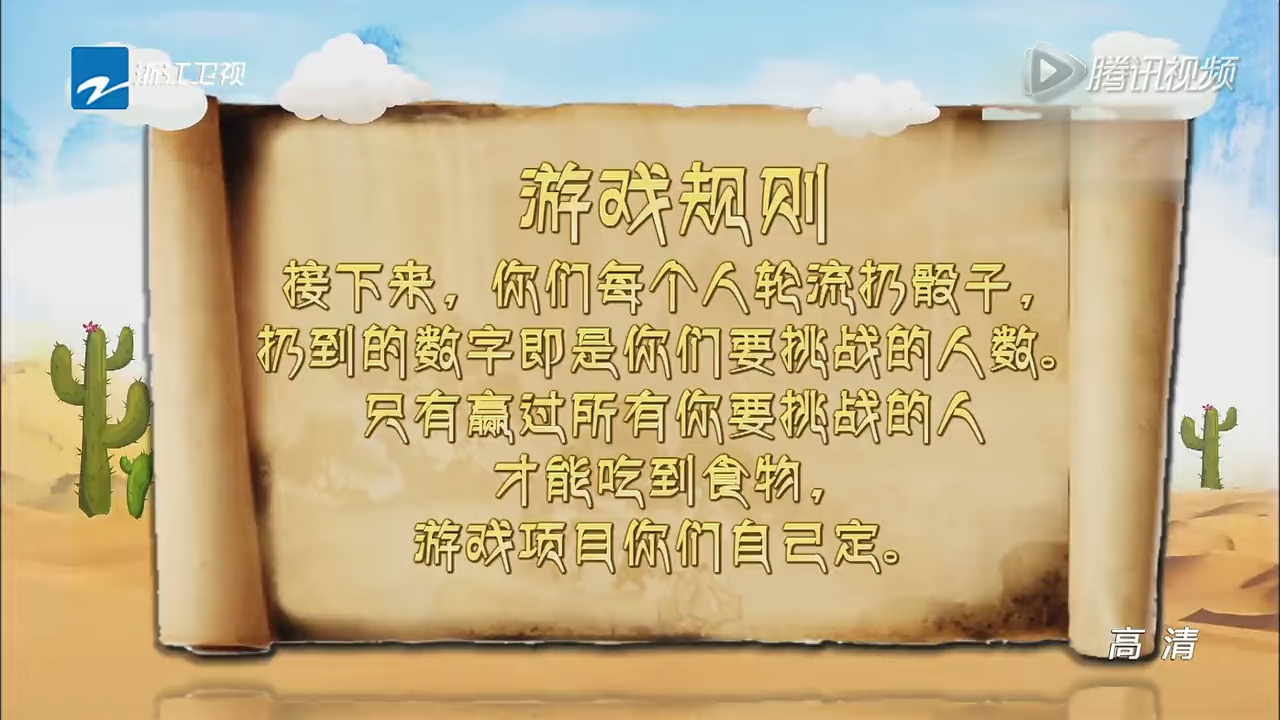 浙江卫视
腾讯视频
游戏规则
接下来，你们每个人轮流扔骰子，
扔到的数字即是你们要挑战的人数。
只有赢过所有你要挑战的人
才能吃到食物，
游戏项目你们自己定。
高清